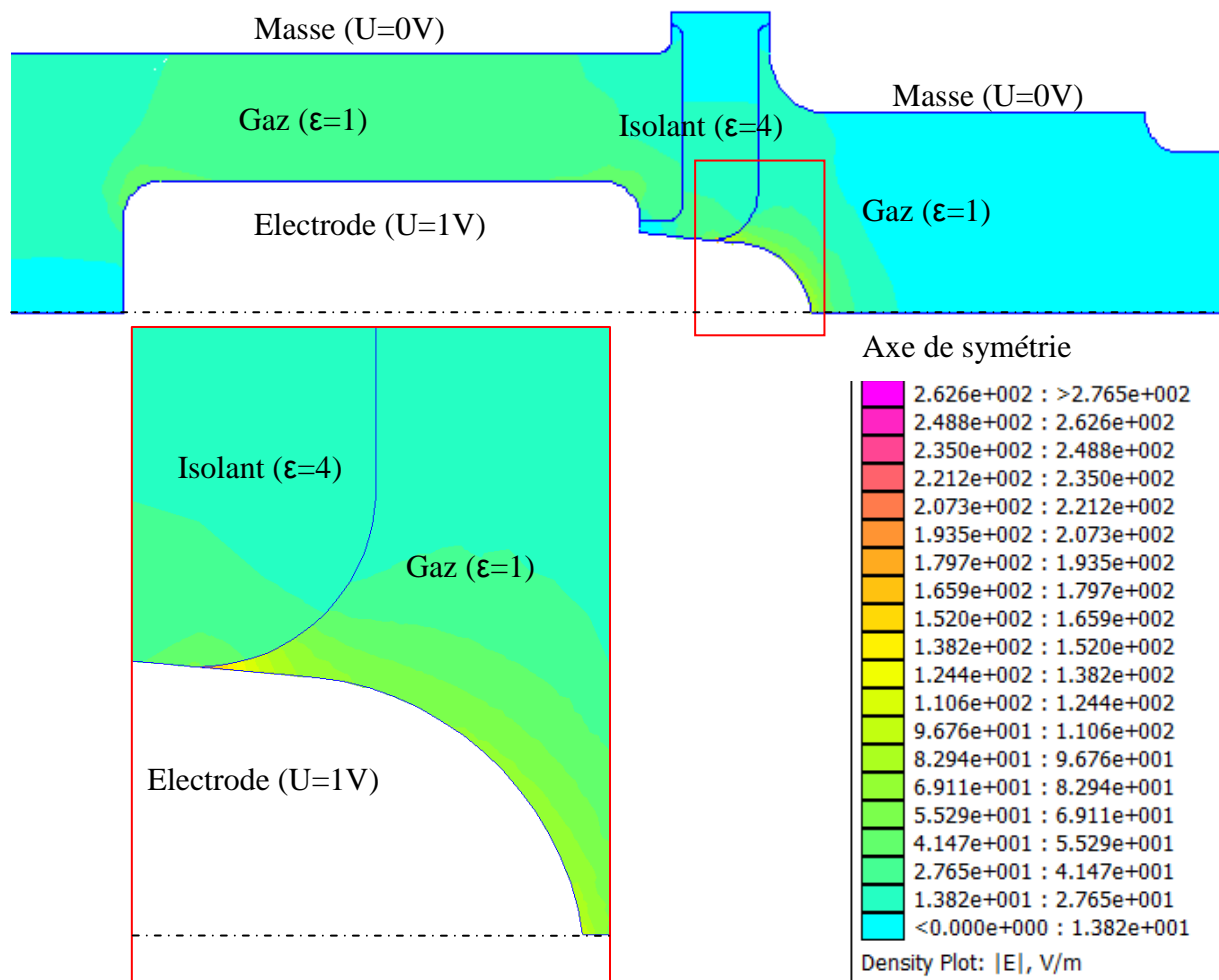 Masse (U=0V)
Masse (U=0V)
Gaz (ε=1)
Isolant (ε=4)
Electrode (U=1V)
Gaz (ε=1)
Axe de symétrie
Isolant (ε=4)
Gaz (ε=1)
Electrode (U=1V)
2.626e+002 : >2.765e+002
2.488e+002 : 2.626e+002
2.350e+002 : 2.488e+002
2.212e+002 : 2.350e+002
2.073e+002 : 2.212e+002
1.935e+002 : 2.073e+002
1.797e+002 : 1.935e+002
1.659e+002 : 1.797e+002
1.520e+002 : 1.659e+002
1.382e+002 : 1.520e+002
1.244e+002 : 1.382e+002
1.106e+002 : 1.244e+002
9.676e+001 : 1.106e+002
8.294e+001 : 9.676e+001
6.911e+001 : 8.294e+001
5.529e+001 : 6.911e+001
4.147e+001 : 5.529e+001
2.765e+001 : 4.147e+001
1.382e+001 : 2.765e+001
<0.000e+000 : 1.382e+001
Density Plot: |E|, V/m